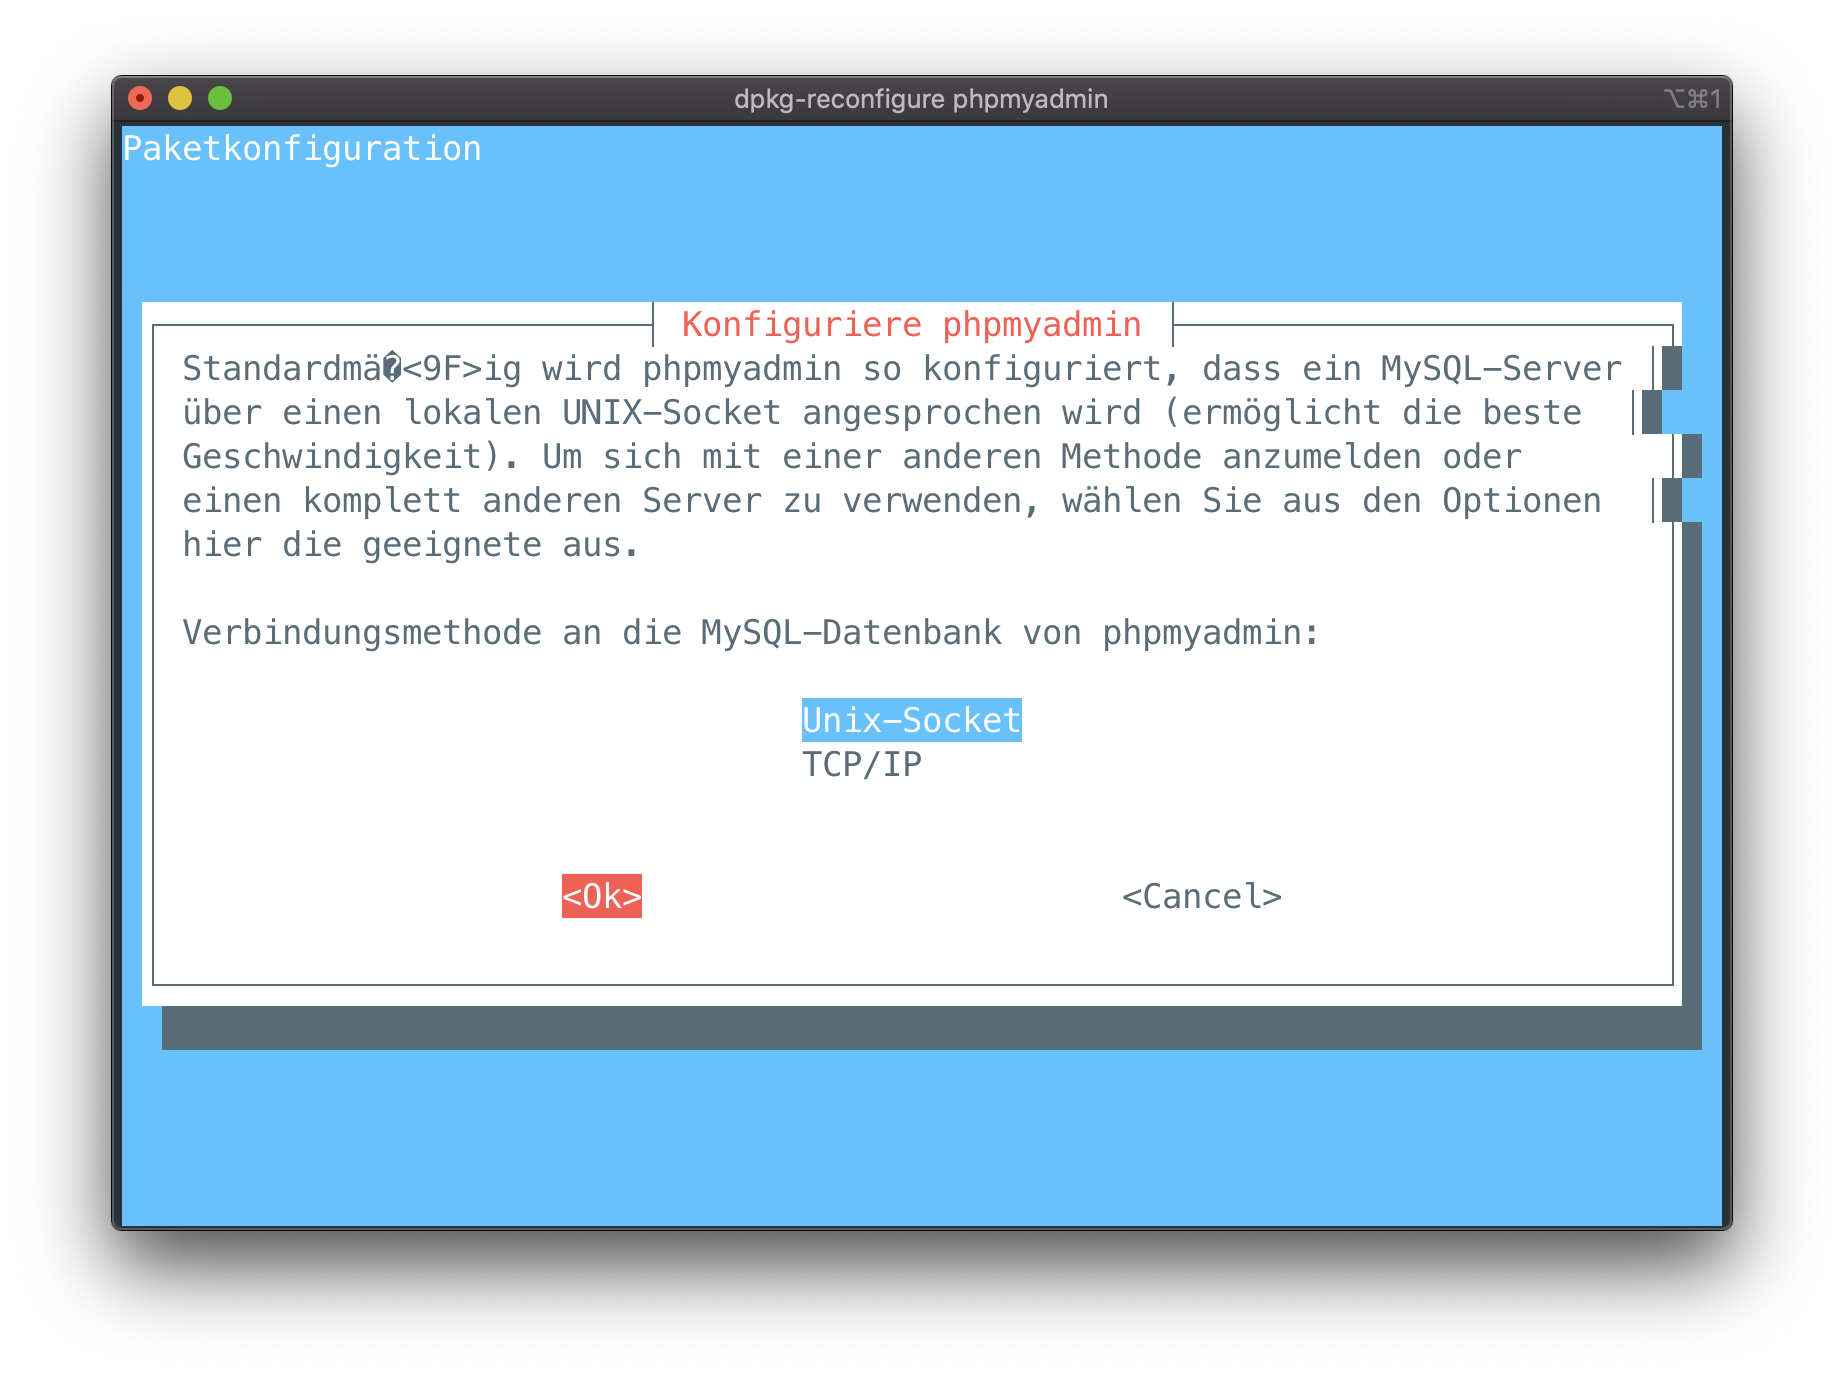 dpkg-reconfigure phpmyadmin ⌥⌘1
Paketkonfiguration
Konfiguriere phpmyadmin
Standardmä�<9F>ig wird phpmyadmin so konfiguriert, dass ein MySQL-Server
über einen lokalen UNIX-Socket angesprochen wird (ermöglicht die beste
Geschwindigkeit). Um sich mit einer anderen Methode anzumelden oder
einen komplett anderen Server zu verwenden, wählen Sie aus den Optionen
hier die geeignete aus.
Verbindungsmethode an die MySQL-Datenbank von phpmyadmin:
Unix-Socket
TCP/IP
<Ok> <Cancel>